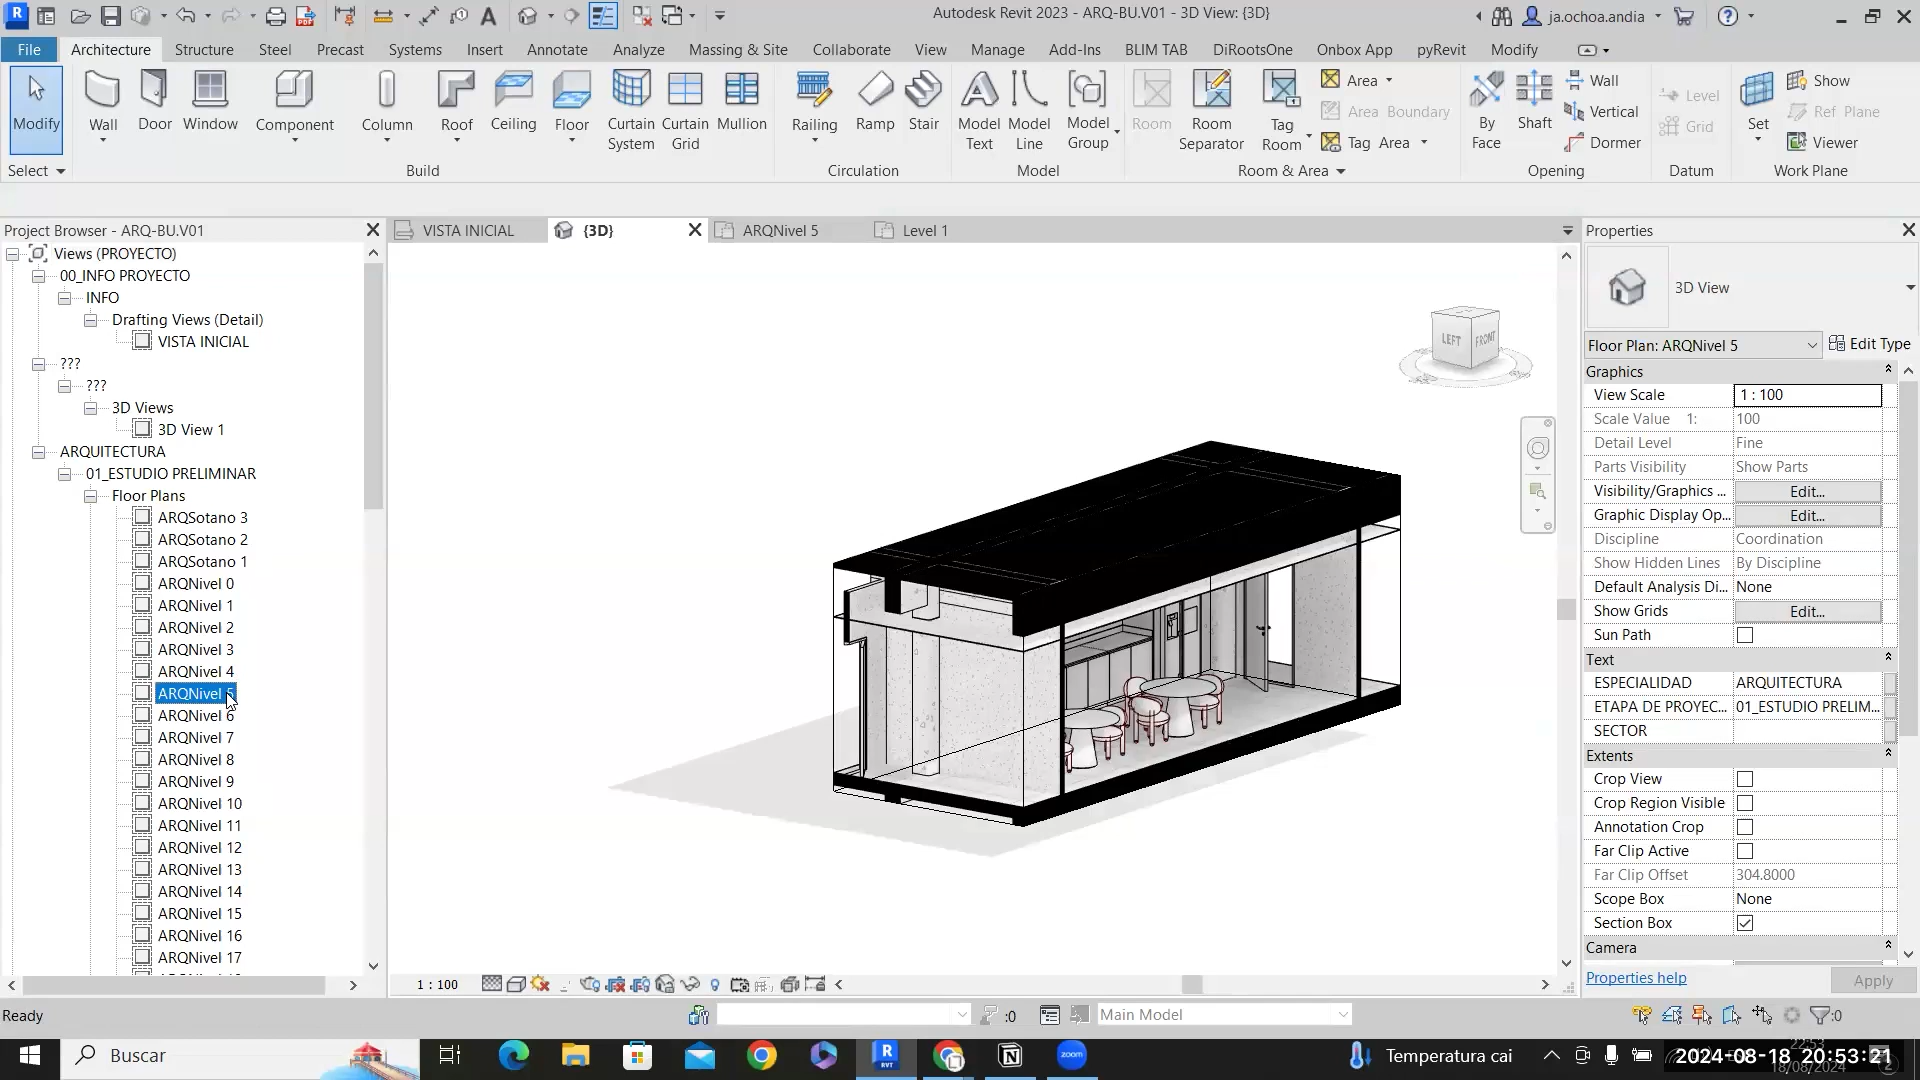 Autodesk Revit 2023 - ARQ-BU.V01 - 3D View: {3D}
ja.ochoa.andia
File Architecture Structure Steel Precast Systems Insert Annotate Analyze Massing & Site Collaborate View Manage Add-Ins BLIM TAB DiRootsOne Onbox App pyRevit Modify
Modify Wall Door Window Component Column Roof Ceiling Floor Curtain System Curtain Grid Mullion Railing Ramp Stair Model Text Model Line Model Group Room Room Separator Tag Room
Area
Area Boundary
Tag Area
By Face Shaft
Wall
Vertical
Dormer
Level
Grid
Set
Show
Ref Plane
Viewer
Select Build Circulation Model Room & Area Opening Datum Work Plane
Project Browser - ARQ-BU.V01
Views (PROYECTO)
00_INFO PROYECTO
INFO
Drafting Views (Detail)
VISTA INICIAL
???
???
3D Views
3D View 1
ARQUITECTURA
01_ESTUDIO PRELIMINAR
Floor Plans
ARQSotano 3
ARQSotano 2
ARQSotano 1
ARQNivel 0
ARQNivel 1
ARQNivel 2
ARQNivel 3
ARQNivel 4
ARQNivel 5
ARQNivel 6
ARQNivel 7
ARQNivel 8
ARQNivel 9
ARQNivel 10
ARQNivel 11
ARQNivel 12
ARQNivel 13
ARQNivel 14
ARQNivel 15
ARQNivel 16
ARQNivel 17
VISTA INICIAL {3D} ARQNivel 5 Level 1
LEFT FRONT
1 : 100
Properties
3D View
Floor Plan: ARQNivel 5 Edit Type
Graphics
View Scale 1 : 100
Scale Value 1: 100
Detail Level Fine
Parts Visibility Show Parts
Visibility/Graphics ... Edit...
Graphic Display Op... Edit...
Discipline Coordination
Show Hidden Lines By Discipline
Default Analysis Di... None
Show Grids Edit...
Sun Path
Text
ESPECIALIDAD ARQUITECTURA
ETAPA DE PROYEC... 01_ESTUDIO PRELIM...
SECTOR
Extents
Crop View
Crop Region Visible
Annotation Crop
Far Clip Active
Far Clip Offset 304.8000
Scope Box None
Section Box
Camera
Properties help Apply
Ready :0 Main Model :0
Buscar
RVT
zoom
Temperatura cai
2024-08-18 20:53:21
22:53
18/08/2024
2